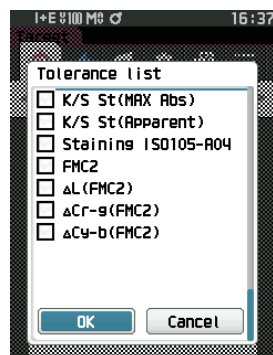 I+E 100 M 16:37
Target
Tolerance list
K/S St(MAX Abs)
K/S St(Apparent)
Staining ISO105-A04
FMC2
ΔL(FMC2)
ΔCr-g(FMC2)
ΔCy-b(FMC2)
OK Cancel